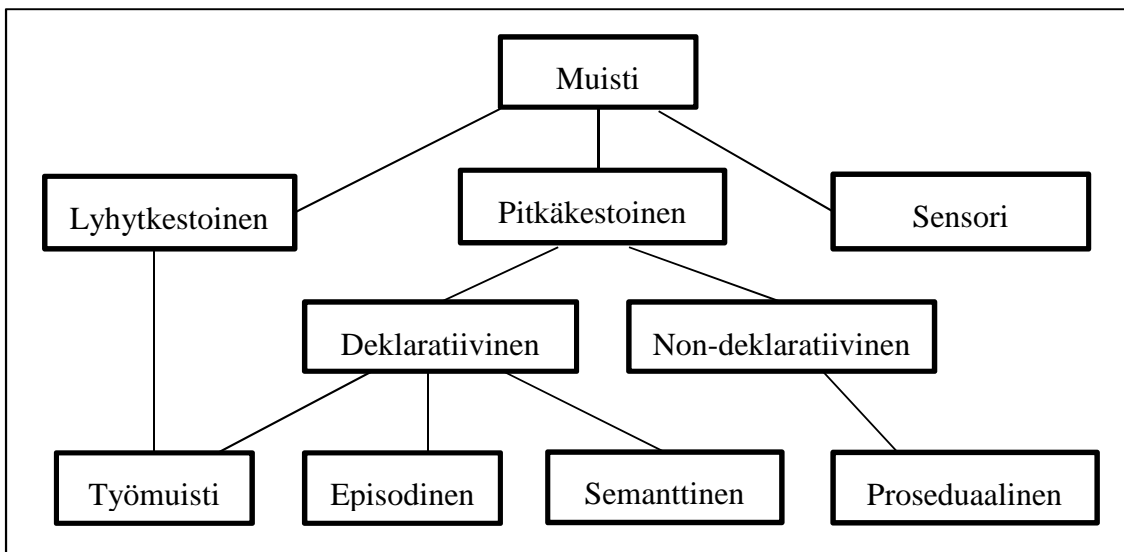 Muisti
Lyhytkestoinen
Pitkäkestoinen
Sensori
Deklaratiivinen
Non-deklaratiivinen
Työmuisti
Episodinen
Semanttinen
Proseduaalinen